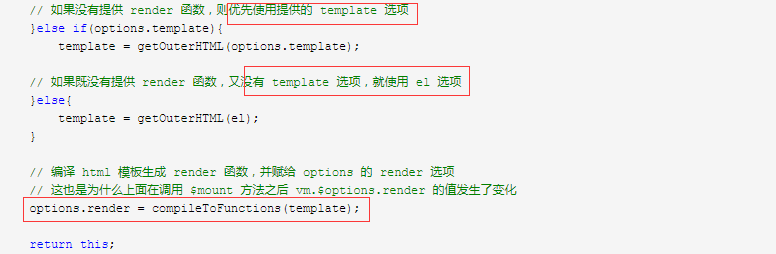 // 如果没有提供 render 函数，则优先使用提供的 template 选项
}else if(options.template){
template = getOuterHTML(options.template);
// 如果既没有提供 render 函数，又没有 template 选项，就使用 el 选项
}else{
template = getOuterHTML(el);
}
// 编译 html 模板生成 render 函数，并赋给 options 的 render 选项
// 这也是为什么上面在调用 $mount 方法之后 vm.$options.render 的值发生了变化
options.render = compileToFunctions(template);
return this;